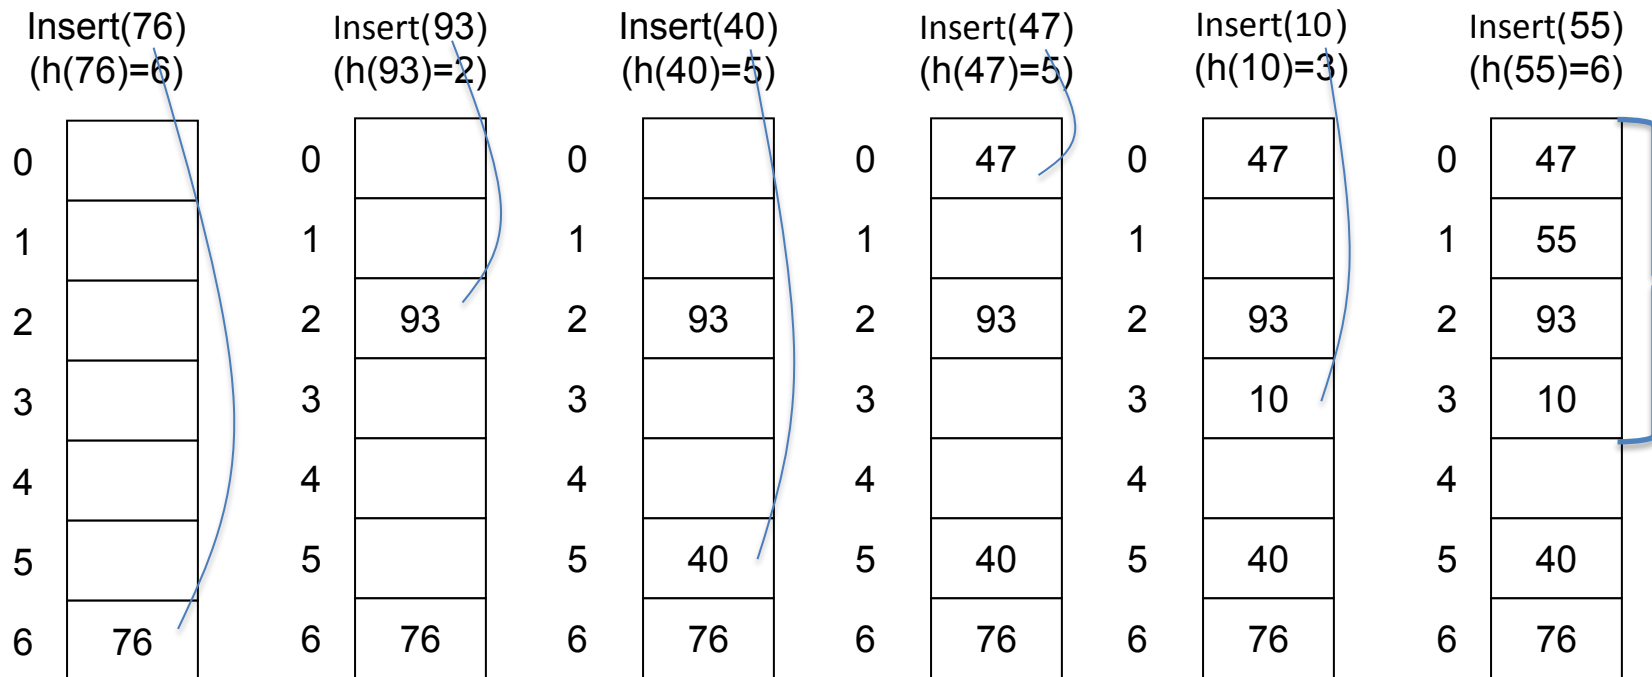 Insert(76) Insert(93) Insert(40) Insert(47) Insert(10) Insert(55)
(h(76)=6) (h(93)=2) (h(40)=5) (h(47)=5) (h(10)=3) (h(55)=6)
0 0 0 0 47 0 47 0 47
1 1 1 1 1 1 55
2 2 93 2 93 2 93 2 93 2 93
3 3 3 3 3 10 3 10
4 4 4 4 4 4
5 5 5 40 5 40 5 40 5 40
6 76 6 76 6 76 6 76 6 76 6 76